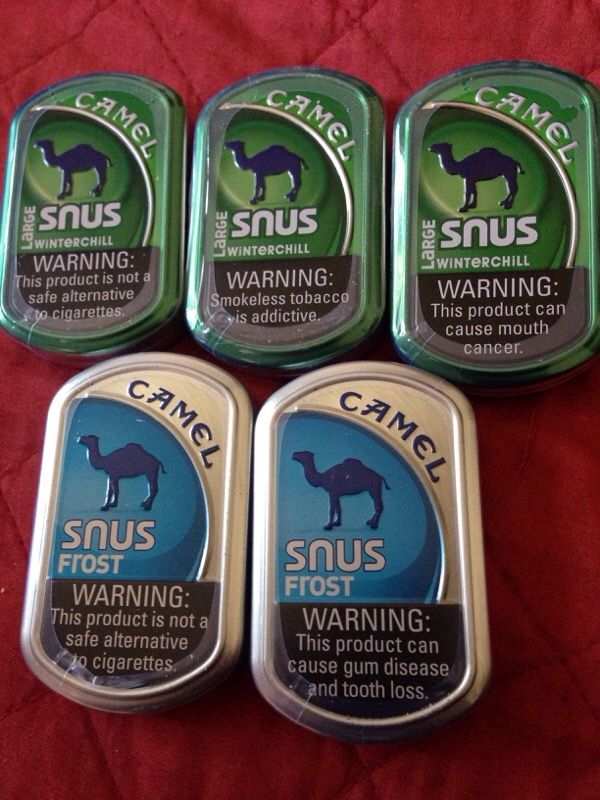 CAMEL
LARGE
SNUS
WINTERCHILL
WARNING:
This product is not a
safe alternative
to cigarettes.
CAMEL
LARGE
SNUS
WINTERCHILL
WARNING:
Smokeless tobacco
is addictive.
CAMEL
LARGE
SNUS
WINTERCHILL
WARNING:
This product can
cause mouth
cancer.
CAMEL
SNUS
FROST
WARNING:
This product is not a
safe alternative
to cigarettes.
CAMEL
SNUS
FROST
WARNING:
This product can
cause gum disease
and tooth loss.